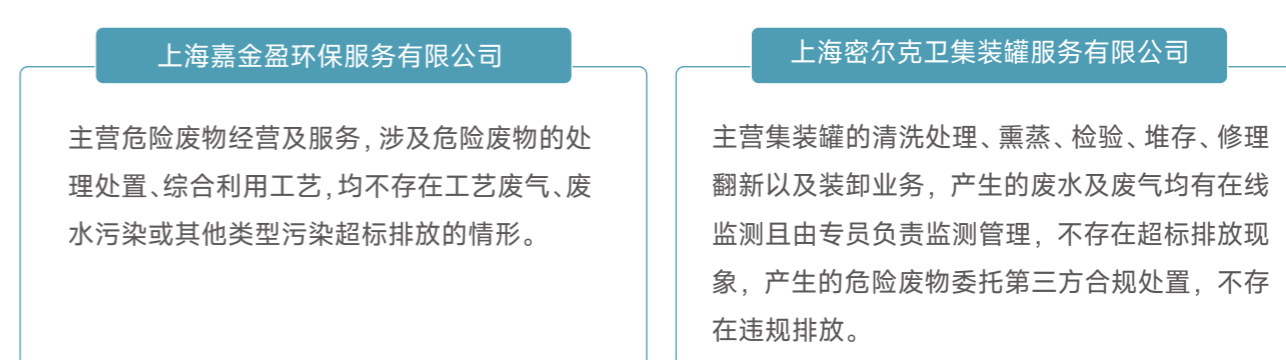 上海嘉金盈环保服务有限公司
主营危险废物经营及服务，涉及危险废物的处
理处置、综合利用工艺，均不存在工艺废气、废
水污染或其他类型污染超标排放的情形。
上海密尔克卫集装罐服务有限公司
主营集装罐的清洗处理、熏蒸、检验、堆存、修理
翻新以及装卸业务，产生的废水及废气均有在线
监测且由专员负责监测管理，不存在超标排放现
象，产生的危险废物委托第三方合规处置，不存
在违规排放。